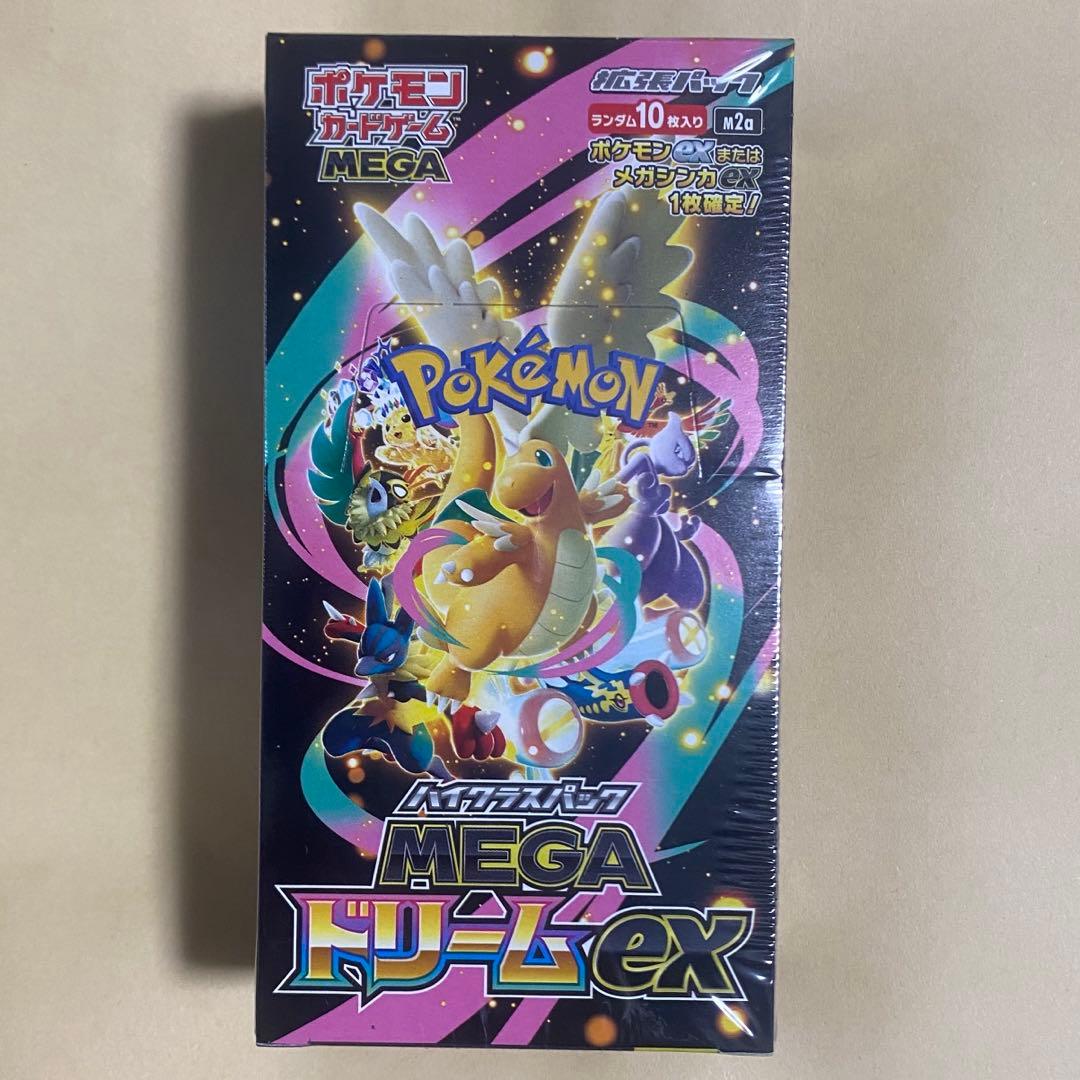 ポケモン
カードゲーム™
MEGA
拡張パック
ランダム10枚入り m2a
ポケモンexまたは
メガシンカex
1枚確定!
POKéMON™
ハイクラスパック
MEGA
ドリームex